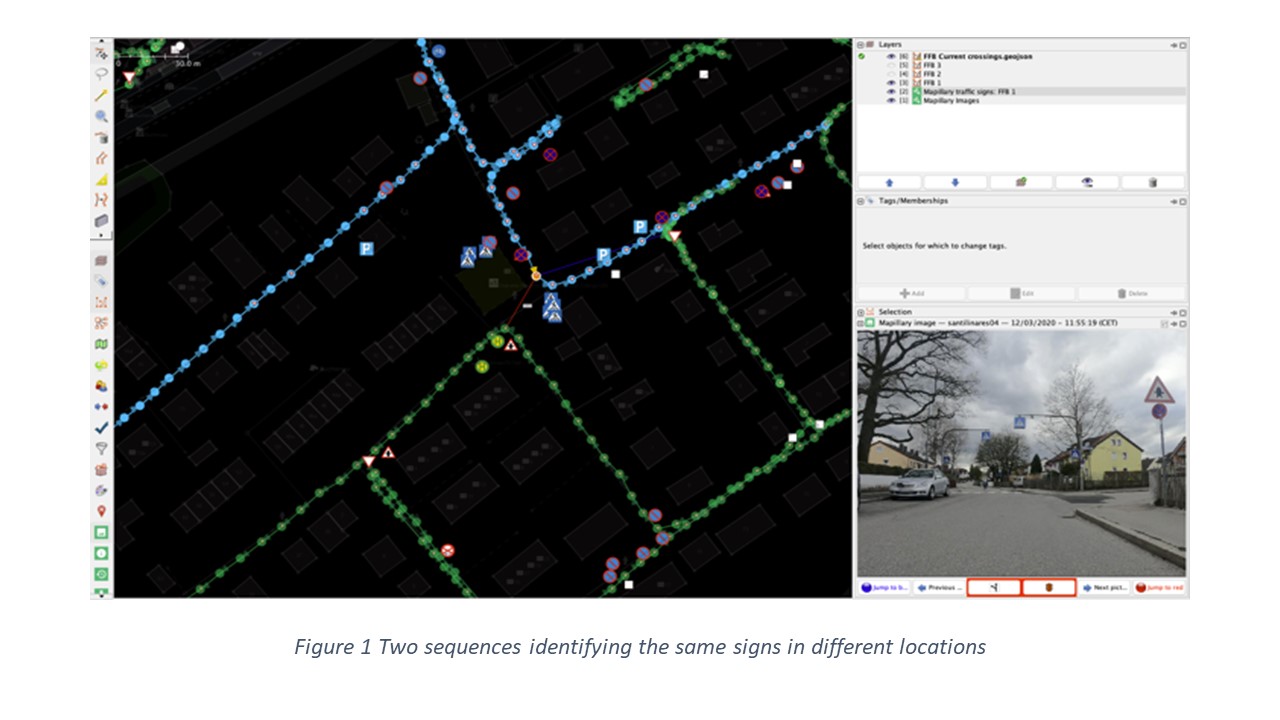 0
30.0 m
P
P
P
Layers
[6] FFB Current crossings.geojson
[5] FFB 3
[4] FFB 2
[3] FFB 1
[2] Mapillary traffic signs: FFB 1
[1] Mapillary Images
Tags/Memberships
Select objects for which to change tags.
Add
Edit
Delete
Selection
Mapillary image — santilinares04 — 12/03/2020 - 11:55:19 (CET)
Jump to b...
Previous ...
Next pict...
Jump to red
Figure 1 Two sequences identifying the same signs in different locations